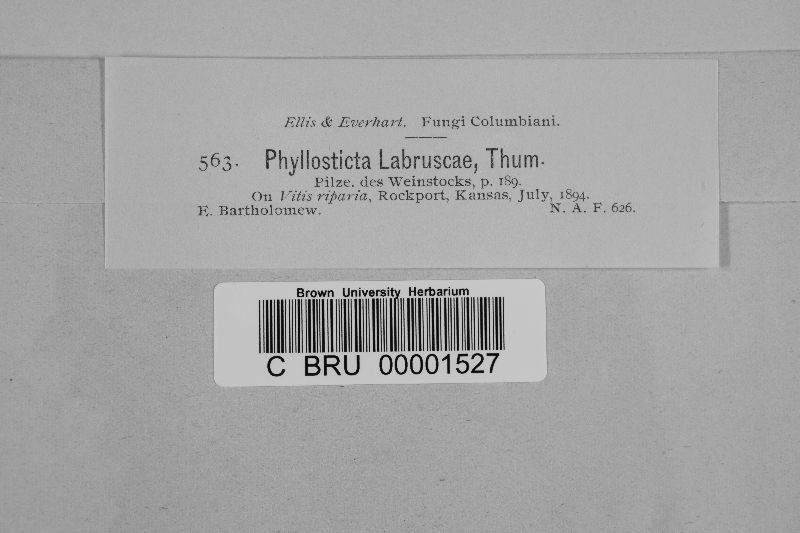 Ellis & Everhart. Fungi Columbiani.
563. Phyllosticta Labruscae, Thum.
Pilze. des Weinstocks, p. 189.
On Vitis riparia, Rockport, Kansas, July, 1894.
E. Bartholomew. N. A. F. 626.
Brown University Herbarium
C BRU 00001527